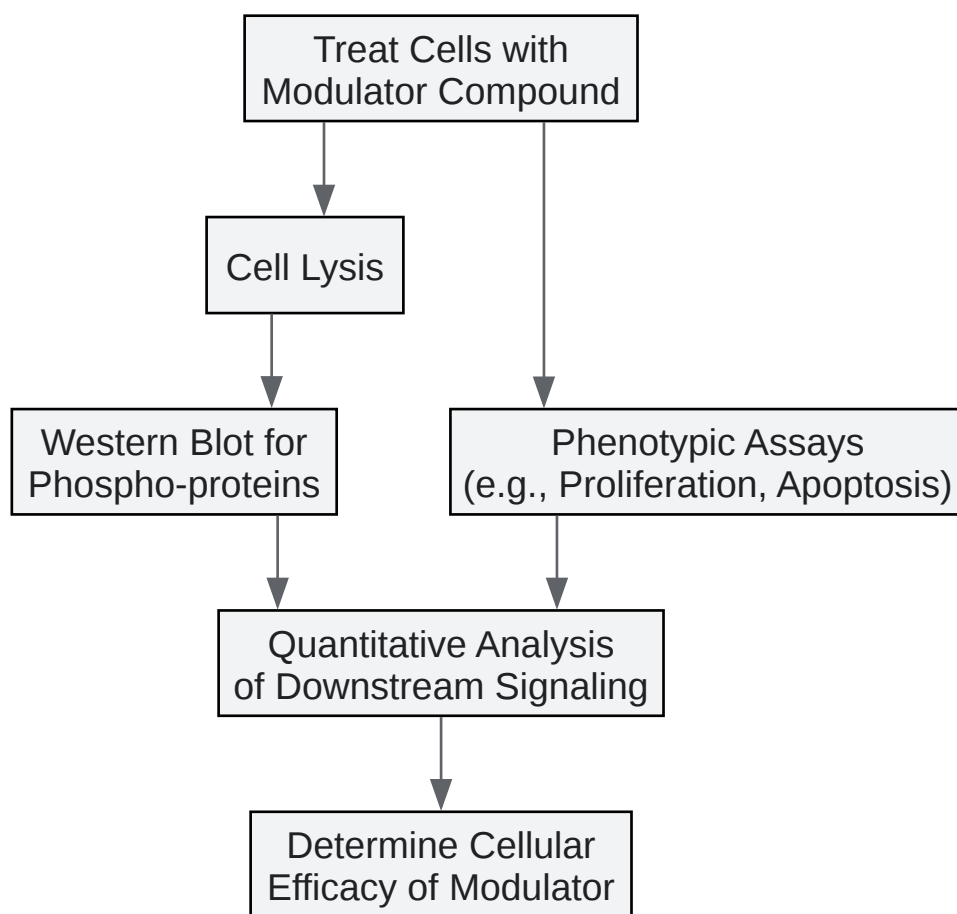 Treat Cells with
Modulator Compound
Cell Lysis
Western Blot for
Phospho-proteins
Phenotypic Assays
(e.g., Proliferation, Apoptosis)
Quantitative Analysis
of Downstream Signaling
Determine Cellular
Efficacy of Modulator